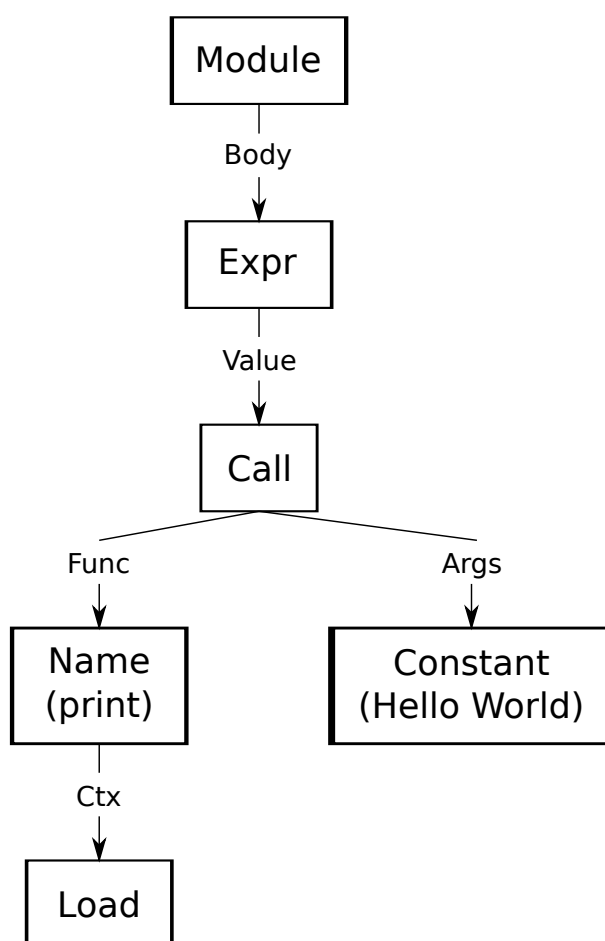 Module
Body
Expr
Value
Call
Func
Args
Name
(print)
Constant
(Hello World)
Ctx
Load